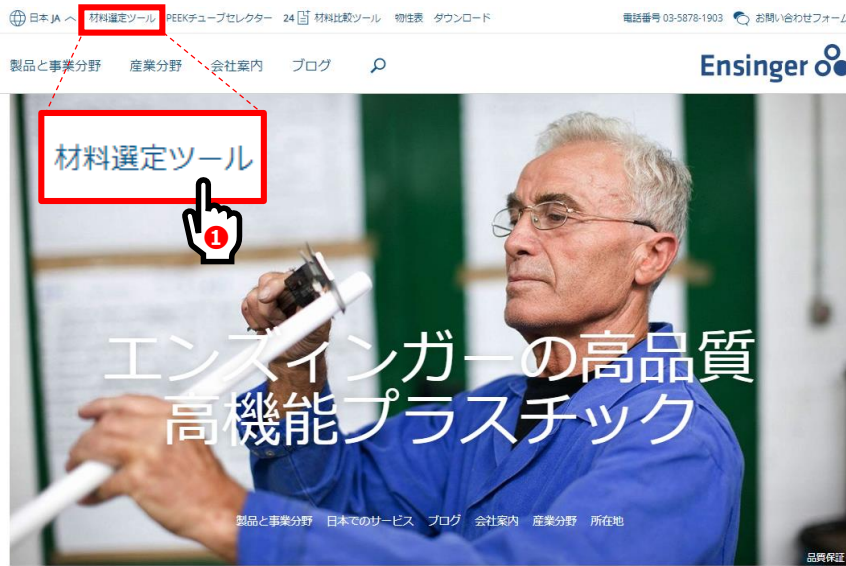 日本 JA 材料選定ツール PEEKチューブセレクター 24 材料比較ツール 物性表 ダウンロード 電話番号 03-5878-1903 お問い合わせフォーム
製品と事業分野 産業分野 会社案内 ブログ Ensinger
材料選定ツール
1
エンズィンガーの高品質
高機能プラスチック
製品と事業分野 日本でのサービス ブログ 会社案内 産業分野 所在地
品質保証